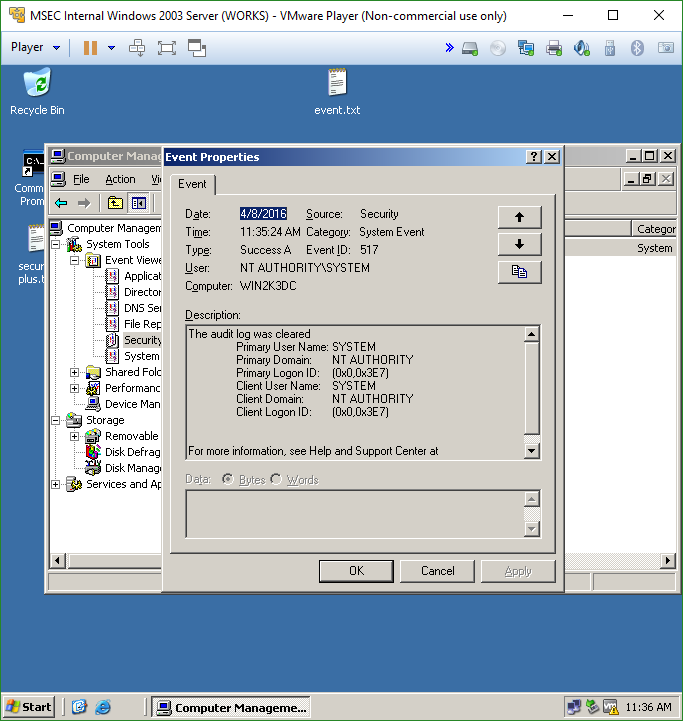 MSEC Internal Windows 2003 Server (WORKS) - VMware Player (Non-commercial use only)
Player
Recycle Bin
event.txt
C:\
Comm
Prom
secur
plus.t
Computer Mana
File Action Vi
Computer Managem
System Tools
Event Viewe
Applicat
Director
DNS Ser
File Rep
Security
System
Shared Fold
Performanc
Device Man
Storage
Removable
Disk Defrag
Disk Manage
Services and Ap
Categor
System
Event Properties
Event
Date: 4/8/2016 Source: Security
Time: 11:35:24 AM Category: System Event
Type: Success A Event ID: 517
User: NT AUTHORITY\SYSTEM
Computer: WIN2K3DC
Description:
The audit log was cleared
Primary User Name: SYSTEM
Primary Domain: NT AUTHORITY
Primary Logon ID: (0x0,0x3E7)
Client User Name: SYSTEM
Client Domain: NT AUTHORITY
Client Logon ID: (0x0,0x3E7)
For more information, see Help and Support Center at
Data: Bytes Words
OK Cancel Apply
Start
Computer Manageme...
11:36 AM